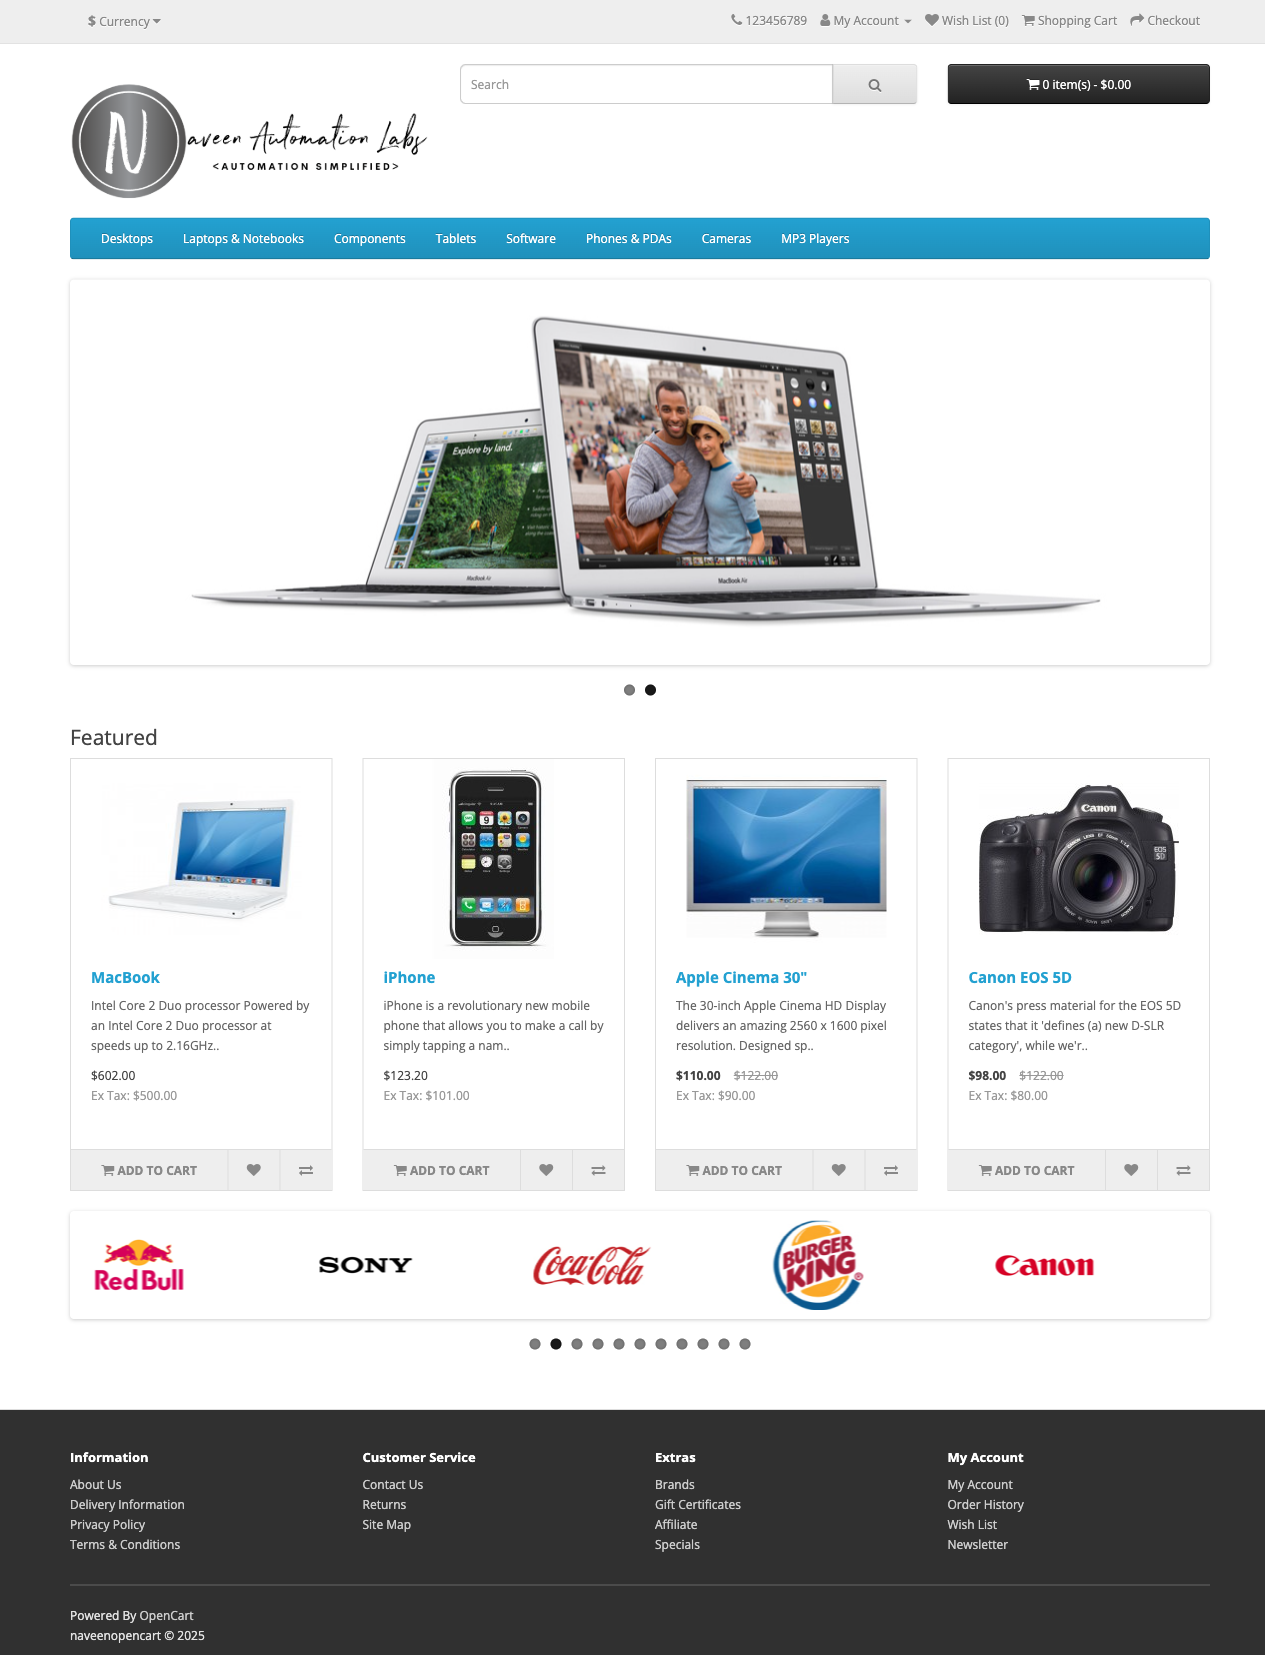 $ Currency
123456789 My Account Wish List (0) Shopping Cart Checkout
Search
0 item(s) - $0.00
N
aveen Automation Labs
<AUTOMATION SIMPLIFIED>
Desktops Laptops & Notebooks Components Tablets Software Phones & PDAs Cameras MP3 Players
Explore by land.
MacBook Air
MacBook Air
Featured
Canon
EOS
5D
MacBook
Intel Core 2 Duo processor Powered by
an Intel Core 2 Duo processor at
speeds up to 2.16GHz..
$602.00
Ex Tax: $500.00
ADD TO CART
iPhone
iPhone is a revolutionary new mobile
phone that allows you to make a call by
simply tapping a nam..
$123.20
Ex Tax: $101.00
ADD TO CART
Apple Cinema 30"
The 30-inch Apple Cinema HD Display
delivers an amazing 2560 x 1600 pixel
resolution. Designed sp..
$110.00 $122.00
Ex Tax: $90.00
ADD TO CART
Canon EOS 5D
Canon's press material for the EOS 5D
states that it 'defines (a) new D-SLR
category', while we'r..
$98.00 $122.00
Ex Tax: $80.00
ADD TO CART
Red Bull
SONY
Coca-Cola
BURGER
KING
®
Canon
Information
About Us
Delivery Information
Privacy Policy
Terms & Conditions
Customer Service
Contact Us
Returns
Site Map
Extras
Brands
Gift Certificates
Affiliate
Specials
My Account
My Account
Order History
Wish List
Newsletter
Powered By OpenCart
naveenopencart © 2025